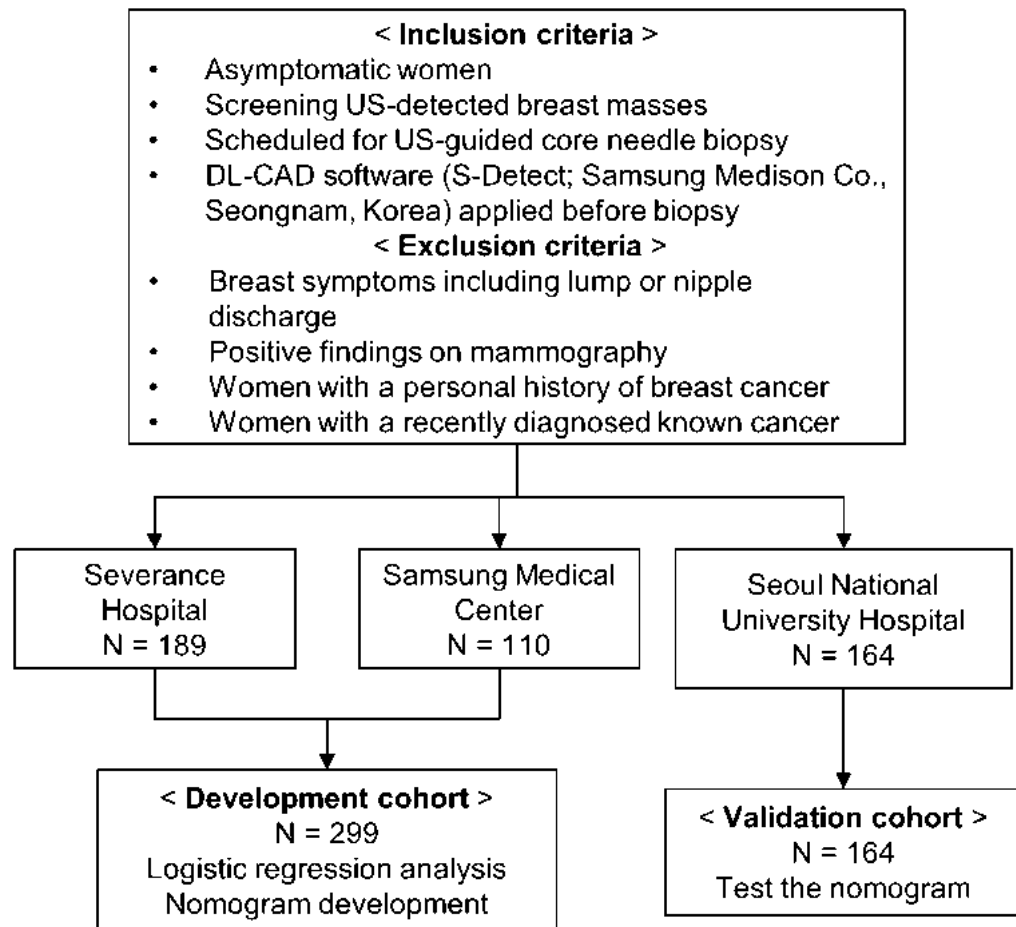 < Inclusion criteria >
• Asymptomatic women
• Screening US-detected breast masses
• Scheduled for US-guided core needle biopsy
• DL-CAD software (S-Detect; Samsung Medison Co.,
Seongnam, Korea) applied before biopsy
< Exclusion criteria >
• Breast symptoms including lump or nipple
discharge
• Positive findings on mammography
• Women with a personal history of breast cancer
• Women with a recently diagnosed known cancer
Severance
Hospital
N = 189
Samsung Medical
Center
N = 110
Seoul National
University Hospital
N = 164
< Development cohort >
N = 299
Logistic regression analysis
Nomogram development
< Validation cohort >
N = 164
Test the nomogram